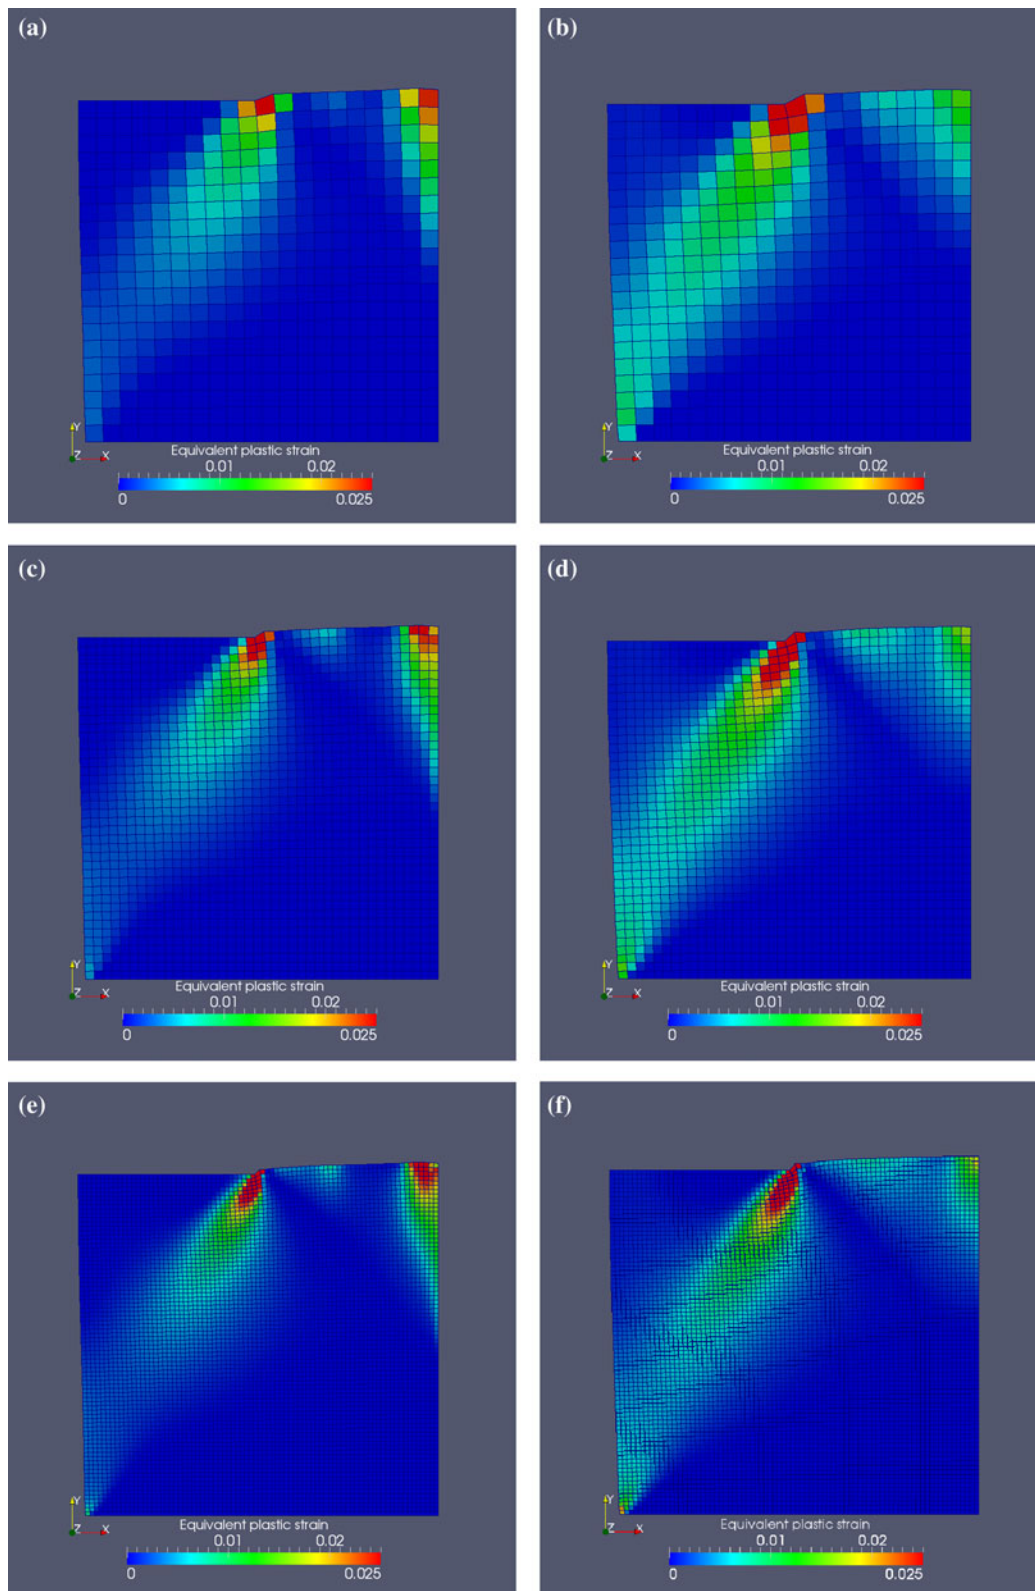 (a)
Y
Z X
Equivalent plastic strain
0.01 0.02
0 0.025
(b)
Y
Z X
Equivalent plastic strain
0.01 0.02
0 0.025
(c)
Y
Z X
Equivalent plastic strain
0.01 0.02
0 0.025
(d)
Y
Z X
Equivalent plastic strain
0.01 0.02
0 0.025
(e)
Y
Z X
Equivalent plastic strain
0.01 0.02
0 0.025
(f)
Y
Z X
Equivalent plastic strain
0.01 0.02
0 0.025